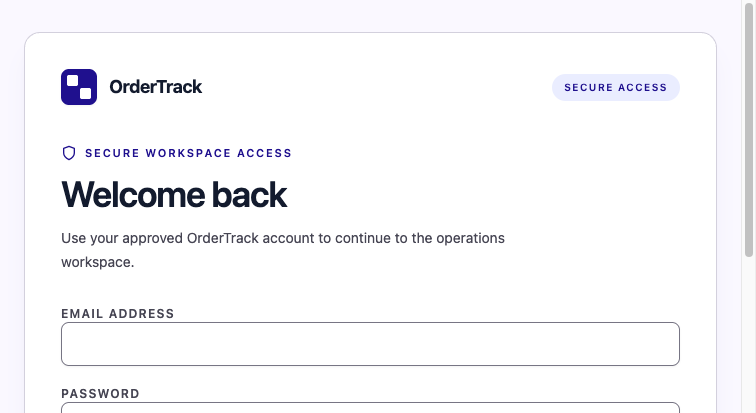 OrderTrack
SECURE ACCESS
SECURE WORKSPACE ACCESS
Welcome back
Use your approved OrderTrack account to continue to the operations
workspace.
EMAIL ADDRESS
PASSWORD